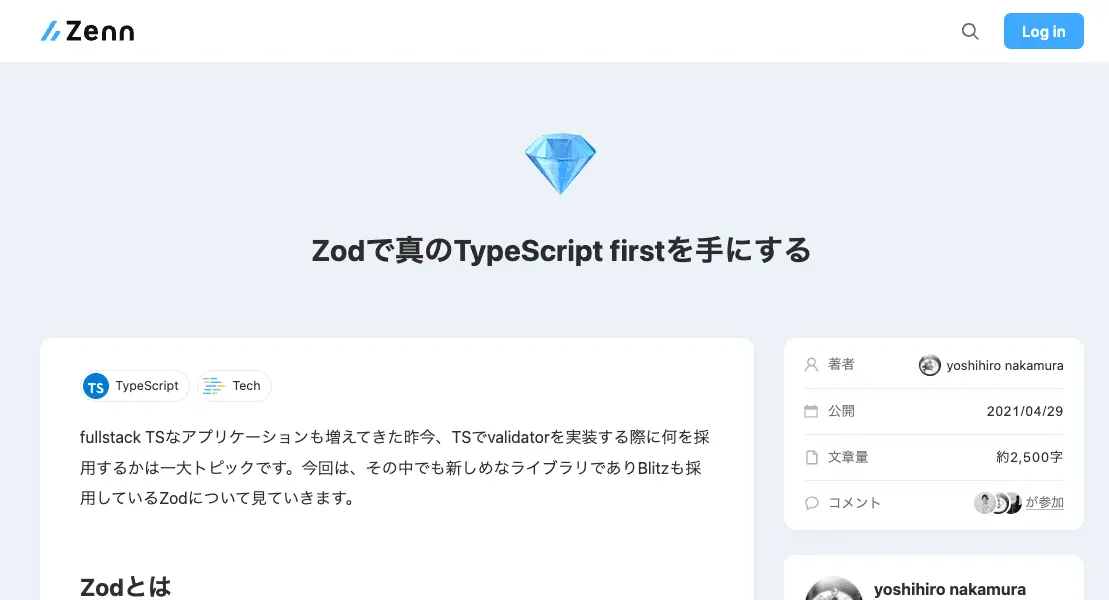 Zenn
Log in
Zodで真のTypeScript firstを手にする
TS TypeScript
Tech
fullstack TSなアプリケーションも増えてきた昨今、TSでvalidatorを実装する際に何を採
用するかは一大トピックです。今回は、その中でも新しめなライブラリでありBlitzも採
用しているZodについて見ていきます。
Zodとは
著者 yoshihiro nakamura
公開 2021/04/29
文章量 約2,500字
コメント が参加
yoshihiro nakamura